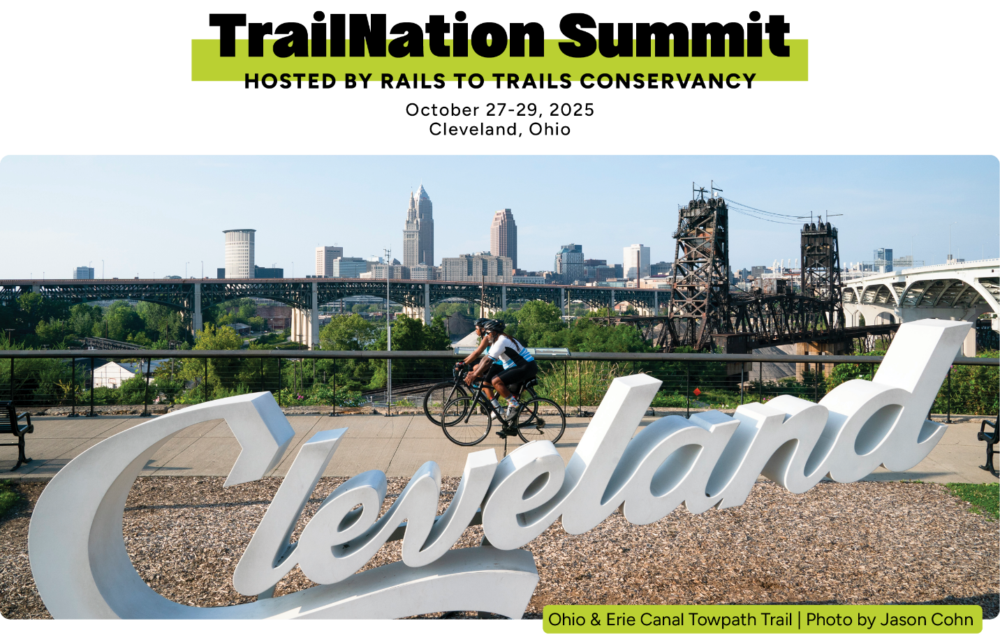 TrailNation Summit
HOSTED BY RAILS TO TRAILS CONSERVANCY
October 27-29, 2025
Cleveland, Ohio
Cleveland
Ohio & Erie Canal Towpath Trail | Photo by Jason Cohn